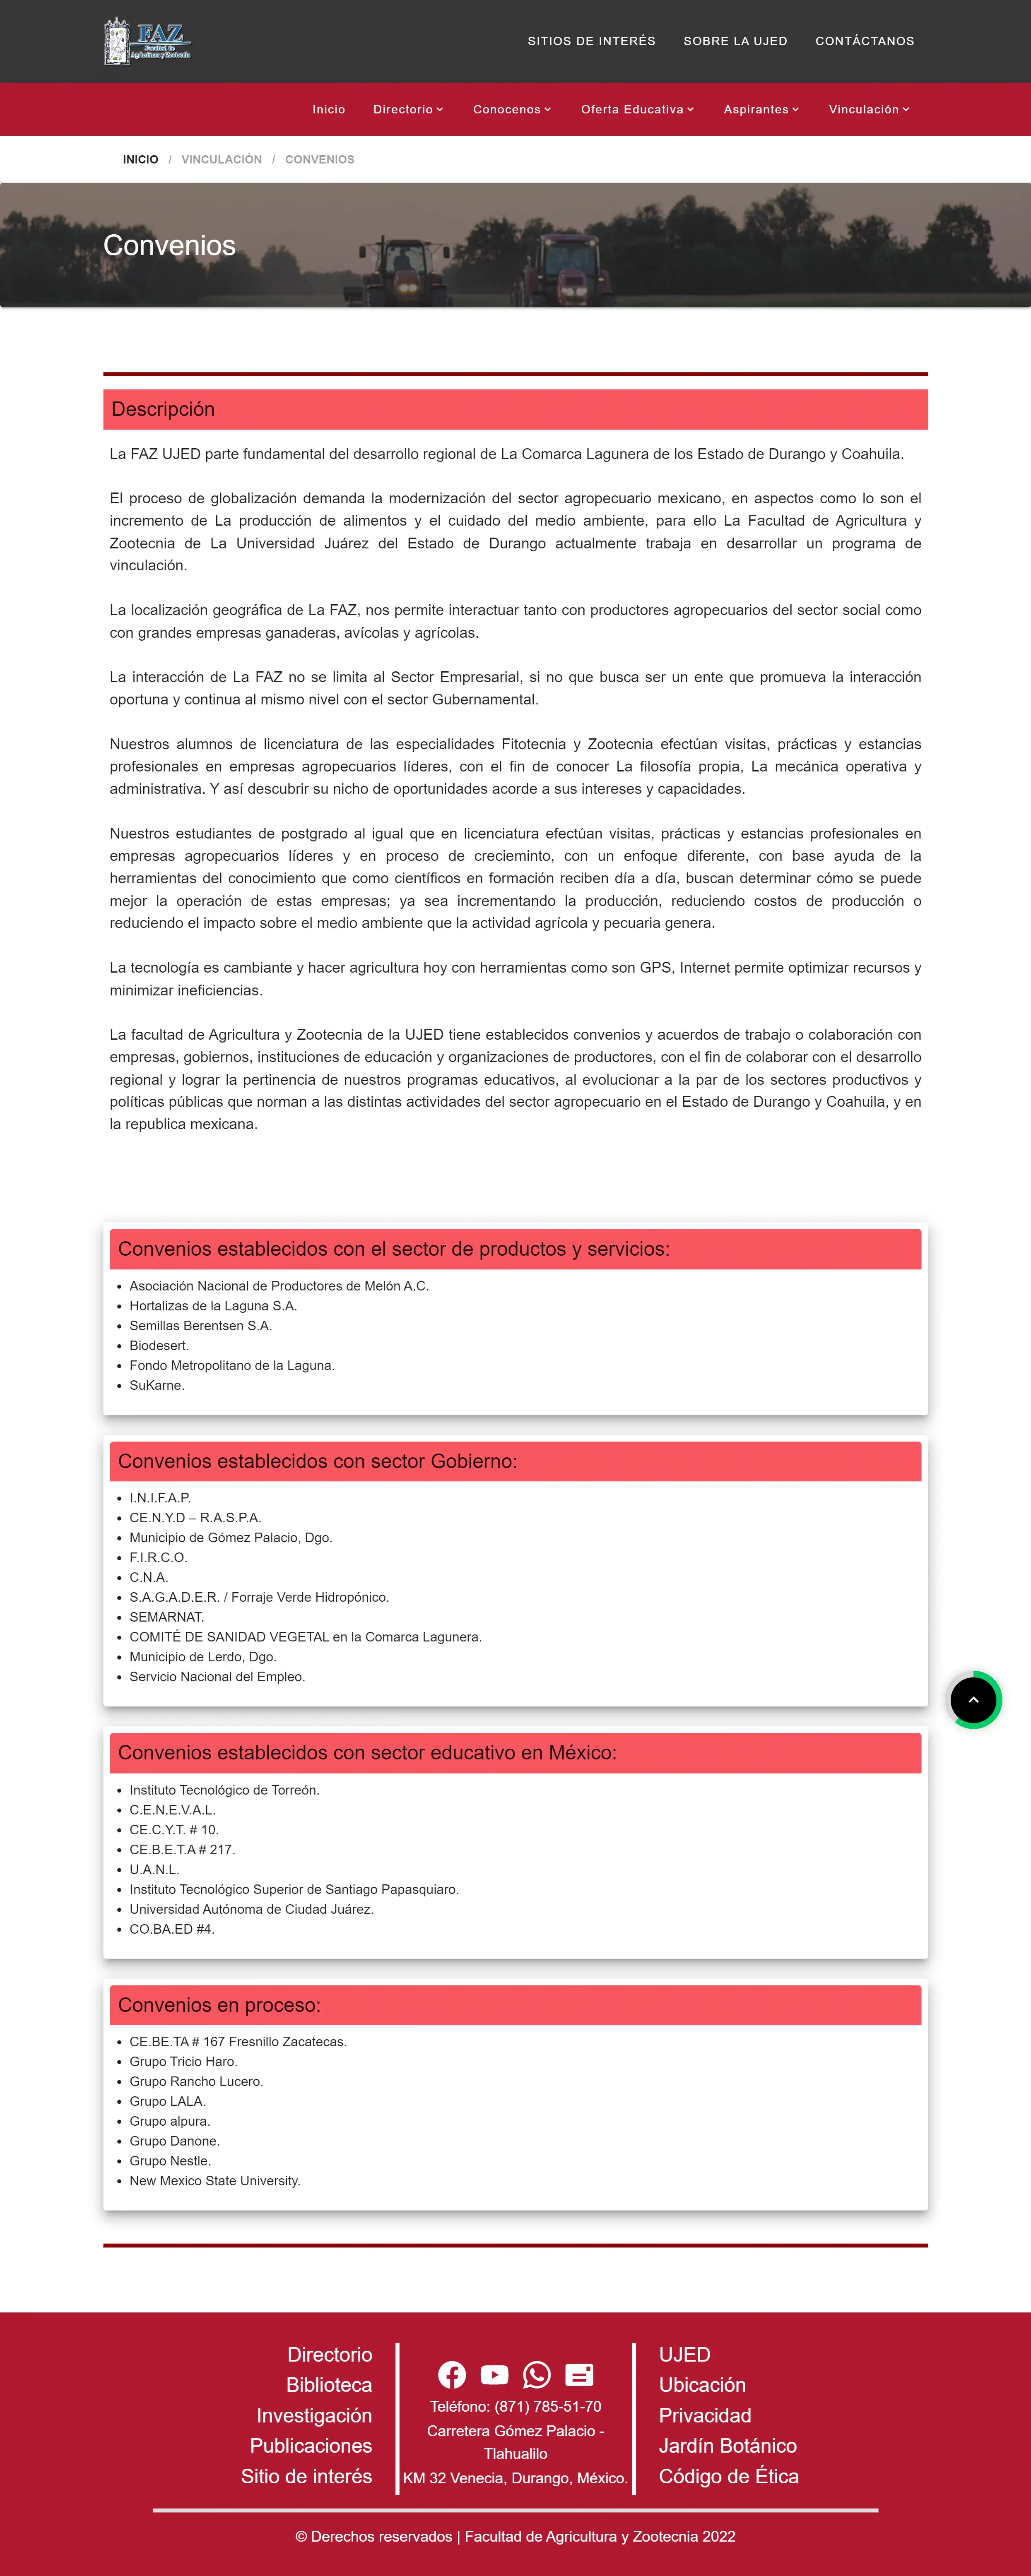 FAZ
Facultad de
Agricultura y Zootecnia
SITIOS DE INTERÉS SOBRE LA UJED CONTÁCTANOS
Inicio Directorio Conocenos Oferta Educativa Aspirantes Vinculación
INICIO / VINCULACIÓN / CONVENIOS
Convenios
Descripción
La FAZ UJED parte fundamental del desarrollo regional de La Comarca Lagunera de los Estado de Durango y Coahuila.
El proceso de globalización demanda la modernización del sector agropecuario mexicano, en aspectos como lo son el
incremento de La producción de alimentos y el cuidado del medio ambiente, para ello La Facultad de Agricultura y
Zootecnia de La Universidad Juárez del Estado de Durango actualmente trabaja en desarrollar un programa de
vinculación.
La localización geográfica de La FAZ, nos permite interactuar tanto con productores agropecuarios del sector social como
con grandes empresas ganaderas, avícolas y agrícolas.
La interacción de La FAZ no se limita al Sector Empresarial, si no que busca ser un ente que promueva la interacción
oportuna y continua al mismo nivel con el sector Gubernamental.
Nuestros alumnos de licenciatura de las especialidades Fitotecnia y Zootecnia efectúan visitas, prácticas y estancias
profesionales en empresas agropecuarios líderes, con el fin de conocer La filosofía propia, La mecánica operativa y
administrativa. Y así descubrir su nicho de oportunidades acorde a sus intereses y capacidades.
Nuestros estudiantes de postgrado al igual que en licenciatura efectúan visitas, prácticas y estancias profesionales en
empresas agropecuarios líderes y en proceso de crecieminto, con un enfoque diferente, con base ayuda de la
herramientas del conocimiento que como científicos en formación reciben día a día, buscan determinar cómo se puede
mejor la operación de estas empresas; ya sea incrementando la producción, reduciendo costos de producción o
reduciendo el impacto sobre el medio ambiente que la actividad agrícola y pecuaria genera.
La tecnología es cambiante y hacer agricultura hoy con herramientas como son GPS, Internet permite optimizar recursos y
minimizar ineficiencias.
La facultad de Agricultura y Zootecnia de la UJED tiene establecidos convenios y acuerdos de trabajo o colaboración con
empresas, gobiernos, instituciones de educación y organizaciones de productores, con el fin de colaborar con el desarrollo
regional y lograr la pertinencia de nuestros programas educativos, al evolucionar a la par de los sectores productivos y
políticas públicas que norman a las distintas actividades del sector agropecuario en el Estado de Durango y Coahuila, y en
la republica mexicana.
Convenios establecidos con el sector de productos y servicios:
• Asociación Nacional de Productores de Melón A.C.
• Hortalizas de la Laguna S.A.
• Semillas Berentsen S.A.
• Biodesert.
• Fondo Metropolitano de la Laguna.
• SuKarne.
Convenios establecidos con sector Gobierno:
• I.N.I.F.A.P.
• CE.N.Y.D – R.A.S.P.A.
• Municipio de Gómez Palacio, Dgo.
• F.I.R.C.O.
• C.N.A.
• S.A.G.A.D.E.R. / Forraje Verde Hidropónico.
• SEMARNAT.
• COMITÉ DE SANIDAD VEGETAL en la Comarca Lagunera.
• Municipio de Lerdo, Dgo.
• Servicio Nacional del Empleo.
Convenios establecidos con sector educativo en México:
• Instituto Tecnológico de Torreón.
• C.E.N.E.V.A.L.
• CE.C.Y.T. # 10.
• CE.B.E.T.A # 217.
• U.A.N.L.
• Instituto Tecnológico Superior de Santiago Papasquiaro.
• Universidad Autónoma de Ciudad Juárez.
• CO.BA.ED #4.
Convenios en proceso:
• CE.BE.TA # 167 Fresnillo Zacatecas.
• Grupo Tricio Haro.
• Grupo Rancho Lucero.
• Grupo LALA.
• Grupo alpura.
• Grupo Danone.
• Grupo Nestle.
• New Mexico State University.
Directorio
Biblioteca
Investigación
Publicaciones
Sitio de interés
Teléfono: (871) 785-51-70
Carretera Gómez Palacio -
Tlahualilo
KM 32 Venecia, Durango, México.
UJED
Ubicación
Privacidad
Jardín Botánico
Código de Ética
© Derechos reservados | Facultad de Agricultura y Zootecnia 2022